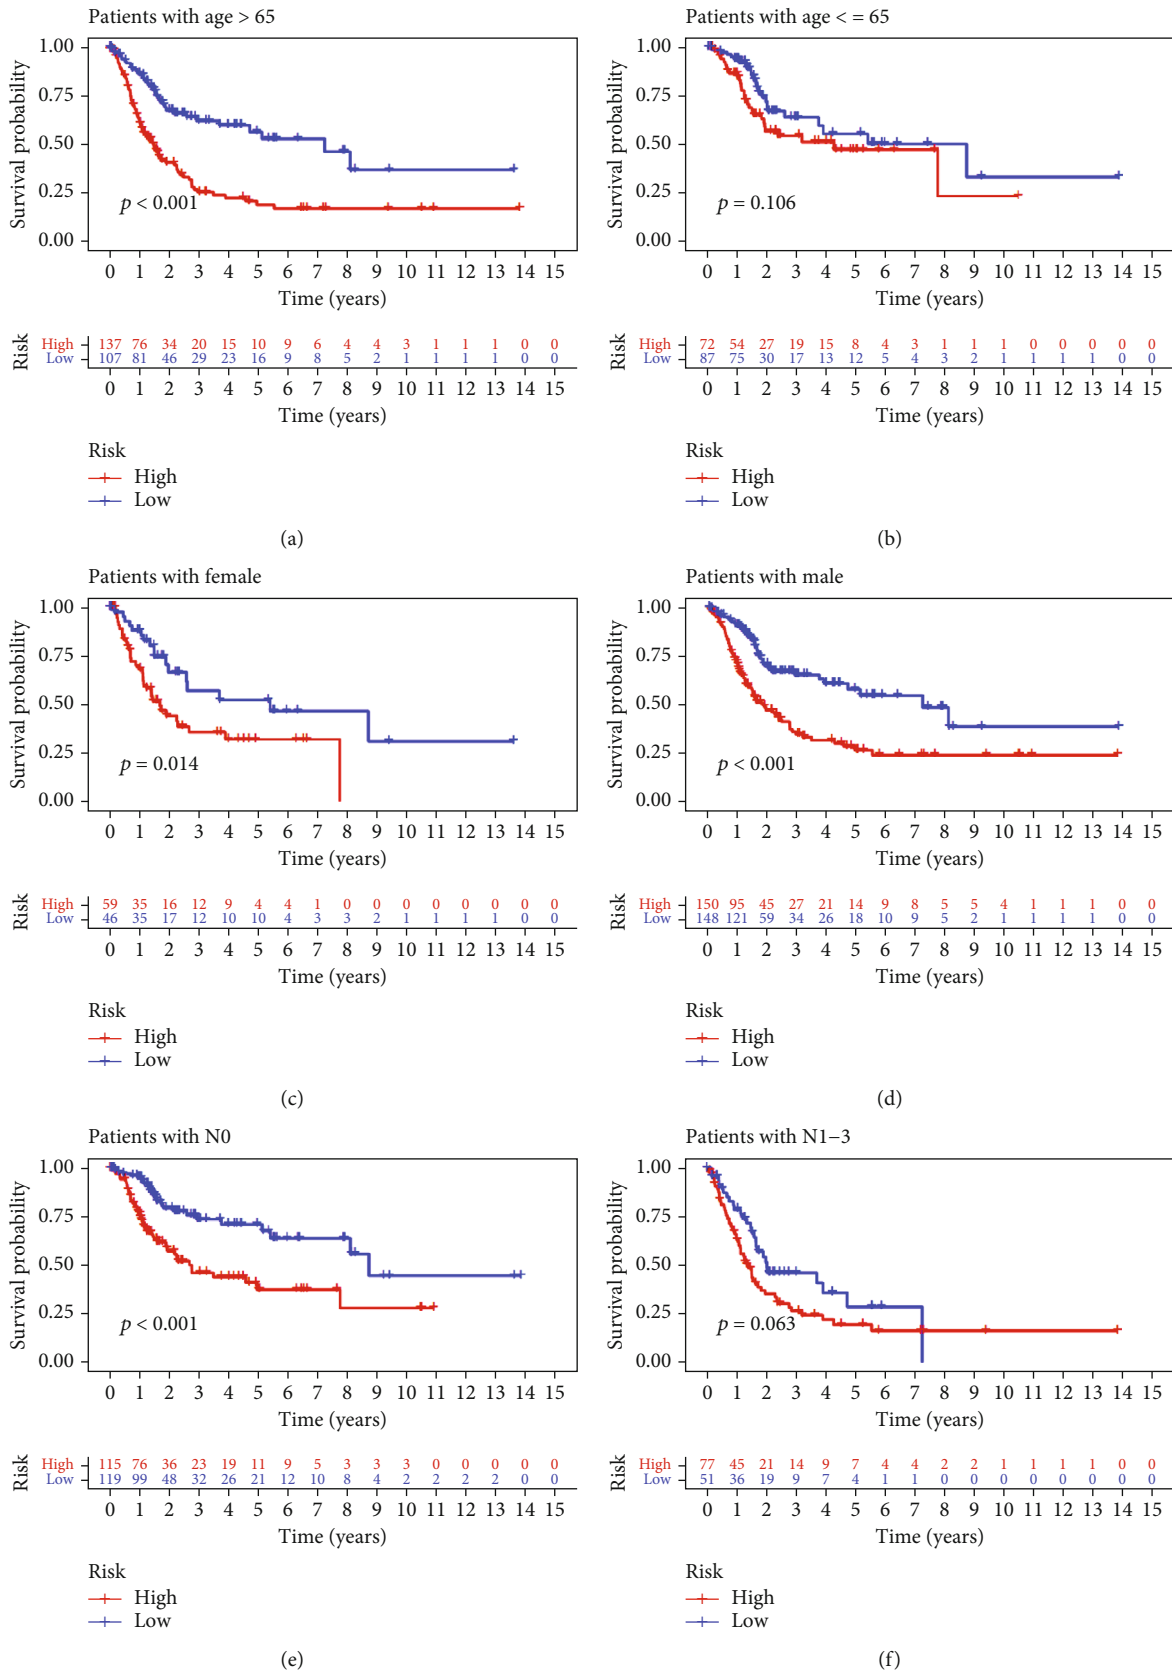 Patients with age > 65
Survival probability
1.00
0.75
0.50
0.25
0.00
p < 0.001
0 1 2 3 4 5 6 7 8 9 10 11 12 13 14 15
Time (years)
Risk
High 137 76 34 20 15 10 9 6 4 4 3 1 1 1 0 0
Low 107 81 46 29 23 16 9 8 5 2 1 1 1 1 0 0
0 1 2 3 4 5 6 7 8 9 10 11 12 13 14 15
Time (years)
Risk
High
Low
(a)
Patients with age < = 65
Survival probability
1.00
0.75
0.50
0.25
0.00
p = 0.106
0 1 2 3 4 5 6 7 8 9 10 11 12 13 14 15
Time (years)
Risk
High 72 54 27 19 15 8 4 3 1 1 1 0 0 0 0 0
Low 87 75 30 17 13 12 5 4 3 2 1 1 1 1 0 0
0 1 2 3 4 5 6 7 8 9 10 11 12 13 14 15
Time (years)
Risk
High
Low
(b)
Patients with female
Survival probability
1.00
0.75
0.50
0.25
0.00
p = 0.014
0 1 2 3 4 5 6 7 8 9 10 11 12 13 14 15
Time (years)
Risk
High 59 35 16 12 9 4 4 1 0 0 0 0 0 0 0 0
Low 46 35 17 12 10 10 4 3 3 2 1 1 1 1 0 0
0 1 2 3 4 5 6 7 8 9 10 11 12 13 14 15
Time (years)
Risk
High
Low
(c)
Patients with male
Survival probability
1.00
0.75
0.50
0.25
0.00
p < 0.001
0 1 2 3 4 5 6 7 8 9 10 11 12 13 14 15
Time (years)
Risk
High 150 95 45 27 21 14 9 8 5 5 4 1 1 1 0 0
Low 148 121 59 34 26 18 10 9 5 2 1 1 1 1 0 0
0 1 2 3 4 5 6 7 8 9 10 11 12 13 14 15
Time (years)
Risk
High
Low
(d)
Patients with N0
Survival probability
1.00
0.75
0.50
0.25
0.00
p < 0.001
0 1 2 3 4 5 6 7 8 9 10 11 12 13 14 15
Time (years)
Risk
High 115 76 36 23 19 11 9 5 3 3 3 0 0 0 0 0
Low 119 99 48 32 26 21 12 10 8 4 2 2 2 2 0 0
0 1 2 3 4 5 6 7 8 9 10 11 12 13 14 15
Time (years)
Risk
High
Low
(e)
Patients with N1−3
Survival probability
1.00
0.75
0.50
0.25
0.00
p = 0.063
0 1 2 3 4 5 6 7 8 9 10 11 12 13 14 15
Time (years)
Risk
High 77 45 21 14 9 7 4 4 2 2 1 1 1 1 0 0
Low 51 36 19 9 7 4 1 1 0 0 0 0 0 0 0 0
0 1 2 3 4 5 6 7 8 9 10 11 12 13 14 15
Time (years)
Risk
High
Low
(f)